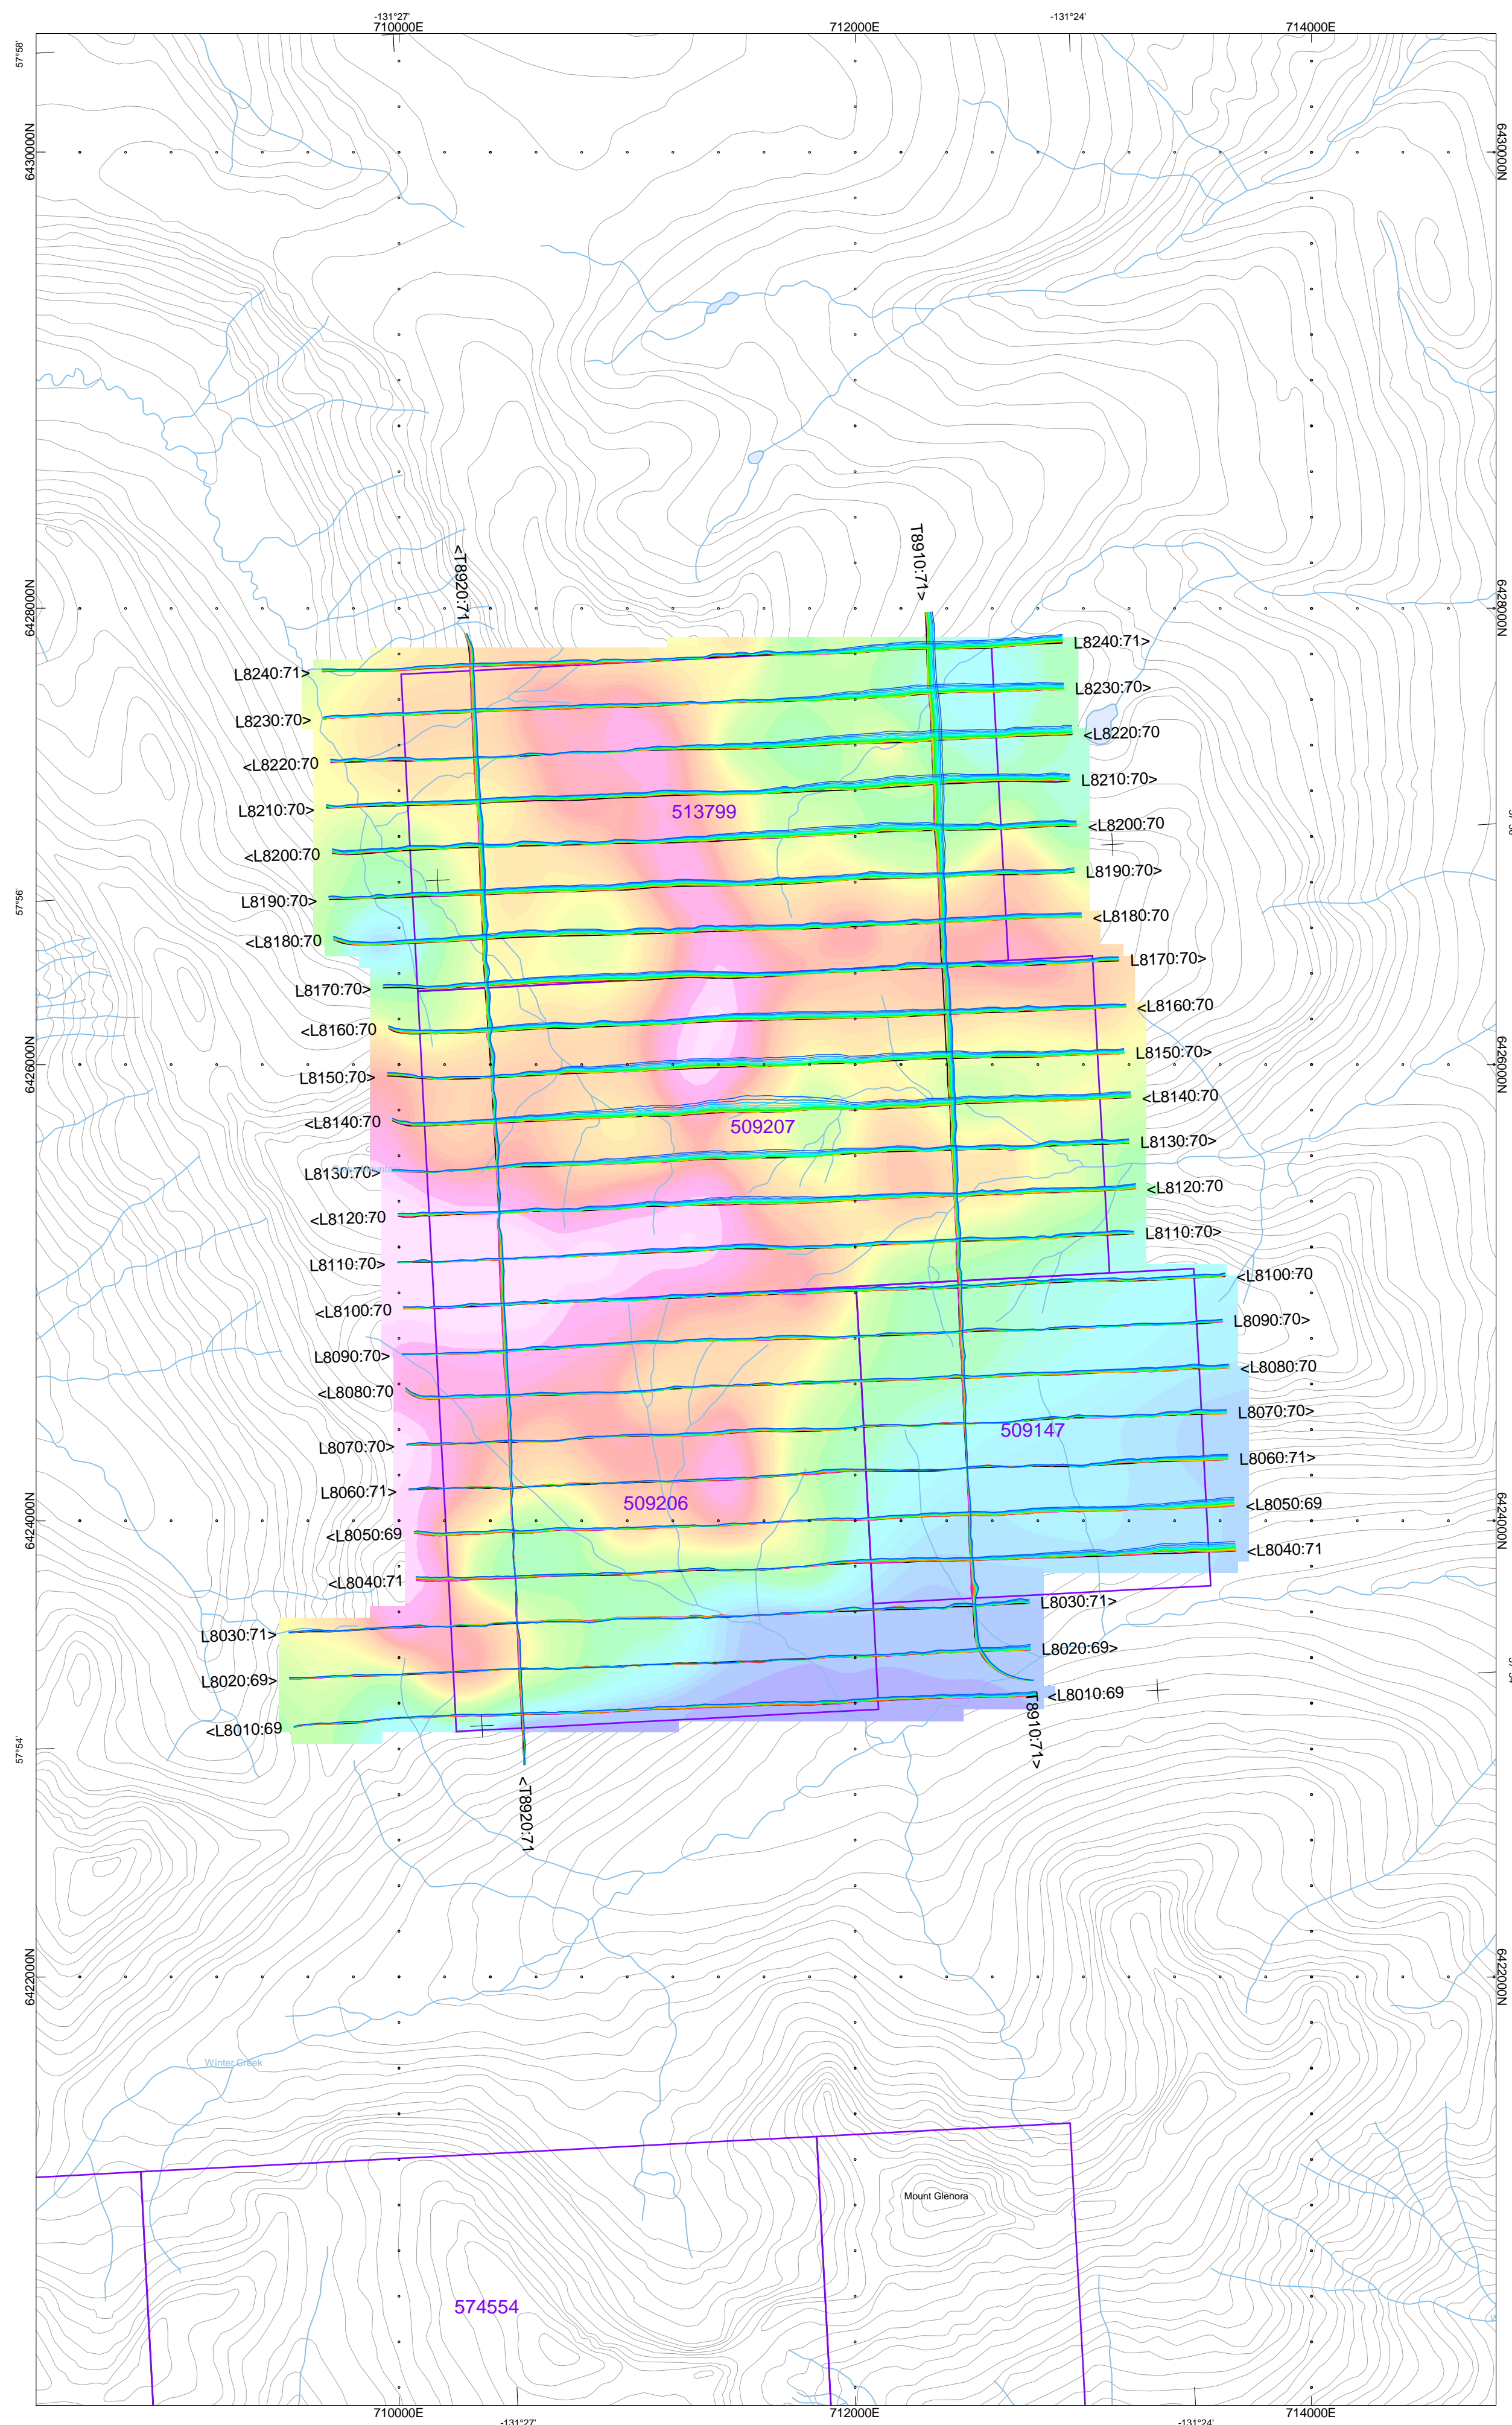 -131°27' -131°24'
710000E 712000E 714000E
57°58'
6430000N 6430000N
<T8920:71 T8910:71>
6428000N 6428000N
L8240:71> L8240:71>
L8230:70> L8230:70>
<L8220:70 <L8220:70
L8210:70> L8210:70>
513799
<L8200:70 <L8200:70
L8190:70> L8190:70>
57°56'
<L8180:70 <L8180:70
L8170:70> L8170:70>
<L8160:70 <L8160:70
6426000N 6426000N
L8150:70> L8150:70>
<L8140:70 <L8140:70
509207
L8130:70> L8130:70>
<L8120:70 <L8120:70
L8110:70> L8110:70>
<L8100:70 <L8100:70
L8090:70> L8090:70>
<L8080:70 <L8080:70
L8070:70> L8070:70>
509147
L8060:71> L8060:71>
509206
<L8050:69 <L8050:69
6424000N 6424000N
<L8040:71 <L8040:71
L8030:71> L8030:71>
L8020:69> L8020:69>
<L8010:69 <L8010:69
57°54'
T8910:71>
<T8920:71
6422000N 6422000N
Winter Creek
Mount Glenora
574554
710000E 712000E 714000E
-131°27' -131°24'